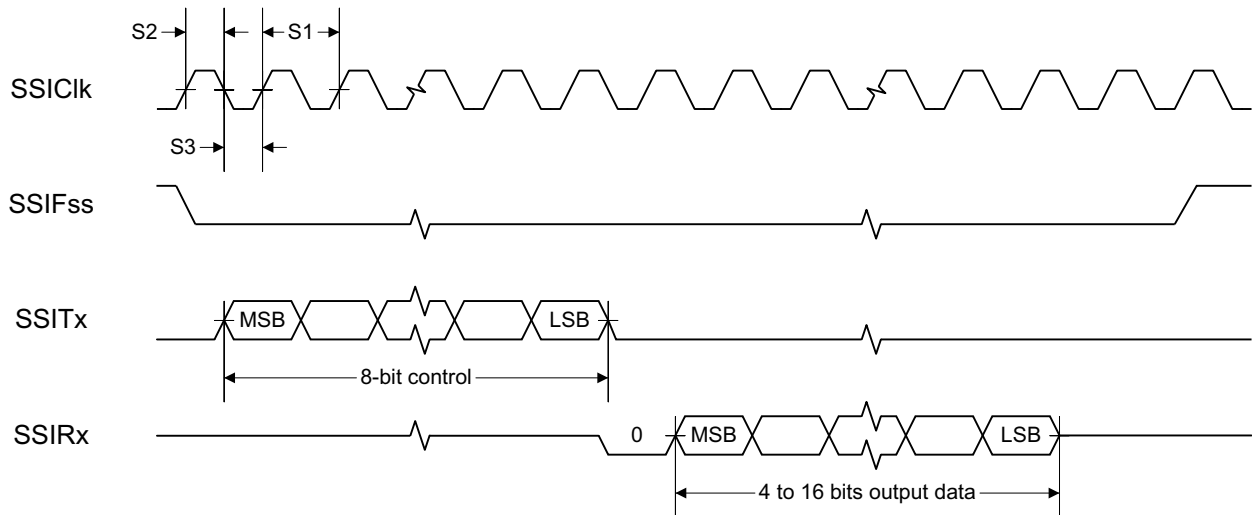 S2
S1
SSIClk
S3
SSIFss
SSITx
MSB
LSB
8-bit control
SSIRx
0
MSB
LSB
4 to 16 bits output data